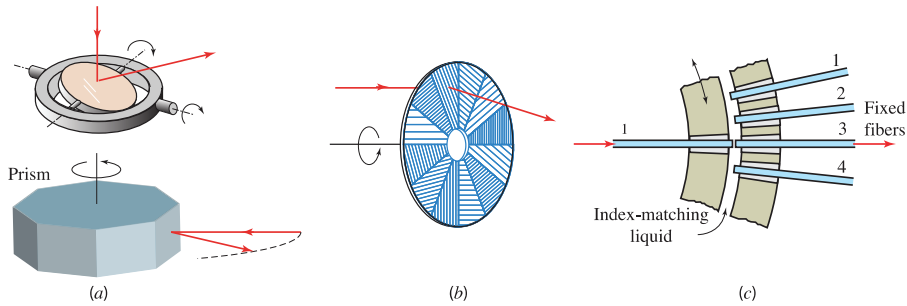 Prism
(a)
(b)
1
1
2
3
4
Fixed
fibers
Index-matching
liquid
(c)